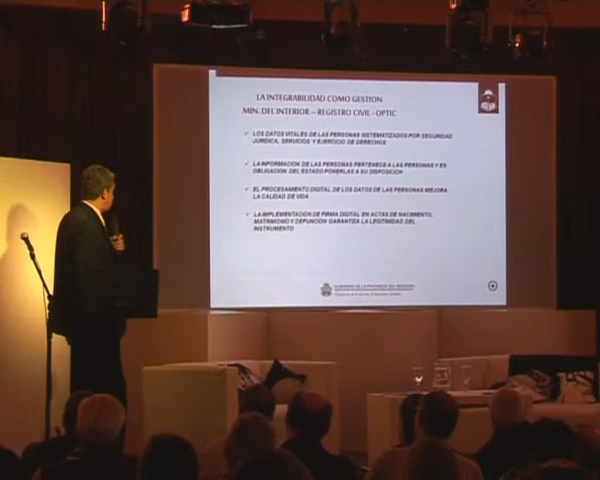 LA INTEGRABILIDAD COMO GESTION
MIN. DEL INTERIOR – REGISTRO CIVIL - OPTIC
LOS DATOS VITALES DE LAS PERSONAS SISTEMATIZADOS POR SEGURIDAD
JURIDICA, SERVICIOS Y EJERCICIO DE DERECHOS
LA INFORMACION DE LAS PERSONAS PERTENECE A LAS PERSONAS Y ES
OBLIGACION DEL ESTADO PONERLAS A SU DISPOSICION
EL PROCESAMIENTO DIGITAL DE LOS DATOS DE LAS PERSONAS MEJORA
LA CALIDAD DE VIDA
LA IMPLEMENTACION DE FIRMA DIGITAL EN ACTAS DE NACIMIENTO,
MATRIMONIO Y DEFUNCION GARANTIZA LA LEGITIMIDAD DEL
INSTRUMENTO
GOBIERNO DE LA PROVINCIA DEL NEUQUEN